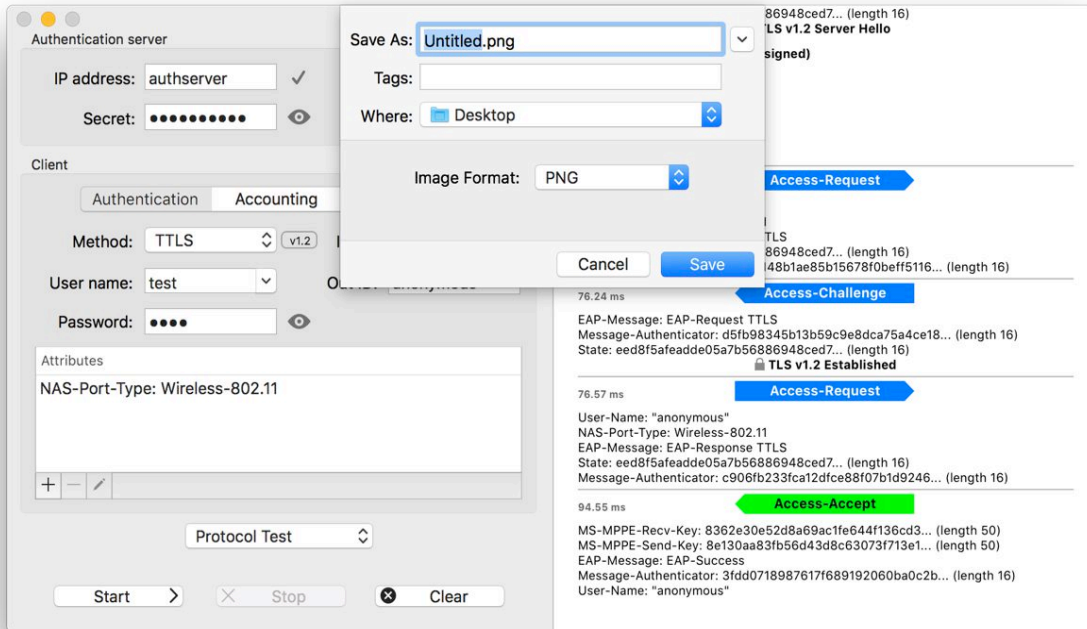 Authentication server
IP address: authserver
Secret: ••••••••••
Client
Authentication Accounting
Method: TTLS v1.2
User name: test
Password: ••••
Attributes
NAS-Port-Type: Wireless-802.11
Protocol Test
Start Stop Clear
Save As: Untitled.png
Tags:
Where: Desktop
Image Format: PNG
Cancel Save
86948ced7... (length 16)
TLS v1.2 Server Hello
signed)
Access-Request
TLS
86948ced7... (length 16)
48b1ae85b15678f0beff5116... (length 16)
76.24 ms Access-Challenge
EAP-Message: EAP-Request TTLS
Message-Authenticator: d5fb98345b13b59c9e8dca75a4ce18... (length 16)
State: eed8f5afeadde05a7b56886948ced7... (length 16)
TLS v1.2 Established
76.57 ms Access-Request
User-Name: "anonymous"
NAS-Port-Type: Wireless-802.11
EAP-Message: EAP-Response TTLS
State: eed8f5afeadde05a7b56886948ced7... (length 16)
Message-Authenticator: c906fb233fca12dfce88f07b1d9246... (length 16)
94.55 ms Access-Accept
MS-MPPE-Recv-Key: 8362e30e52d8a69ac1fe644f136cd3... (length 50)
MS-MPPE-Send-Key: 8e130aa83fb56d43d8c63073f713e1... (length 50)
EAP-Message: EAP-Success
Message-Authenticator: 3fdd0718987617f689192060ba0c2b... (length 16)
User-Name: "anonymous"